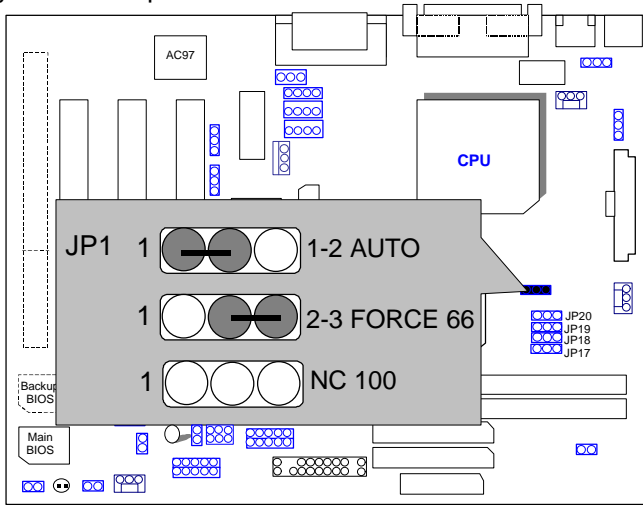 AC97
CPU
JP1
1 1-2 AUTO
1 2-3 FORCE 66
1 NC 100
JP20
JP19
JP18
JP17
Backup
BIOS
Main
BIOS